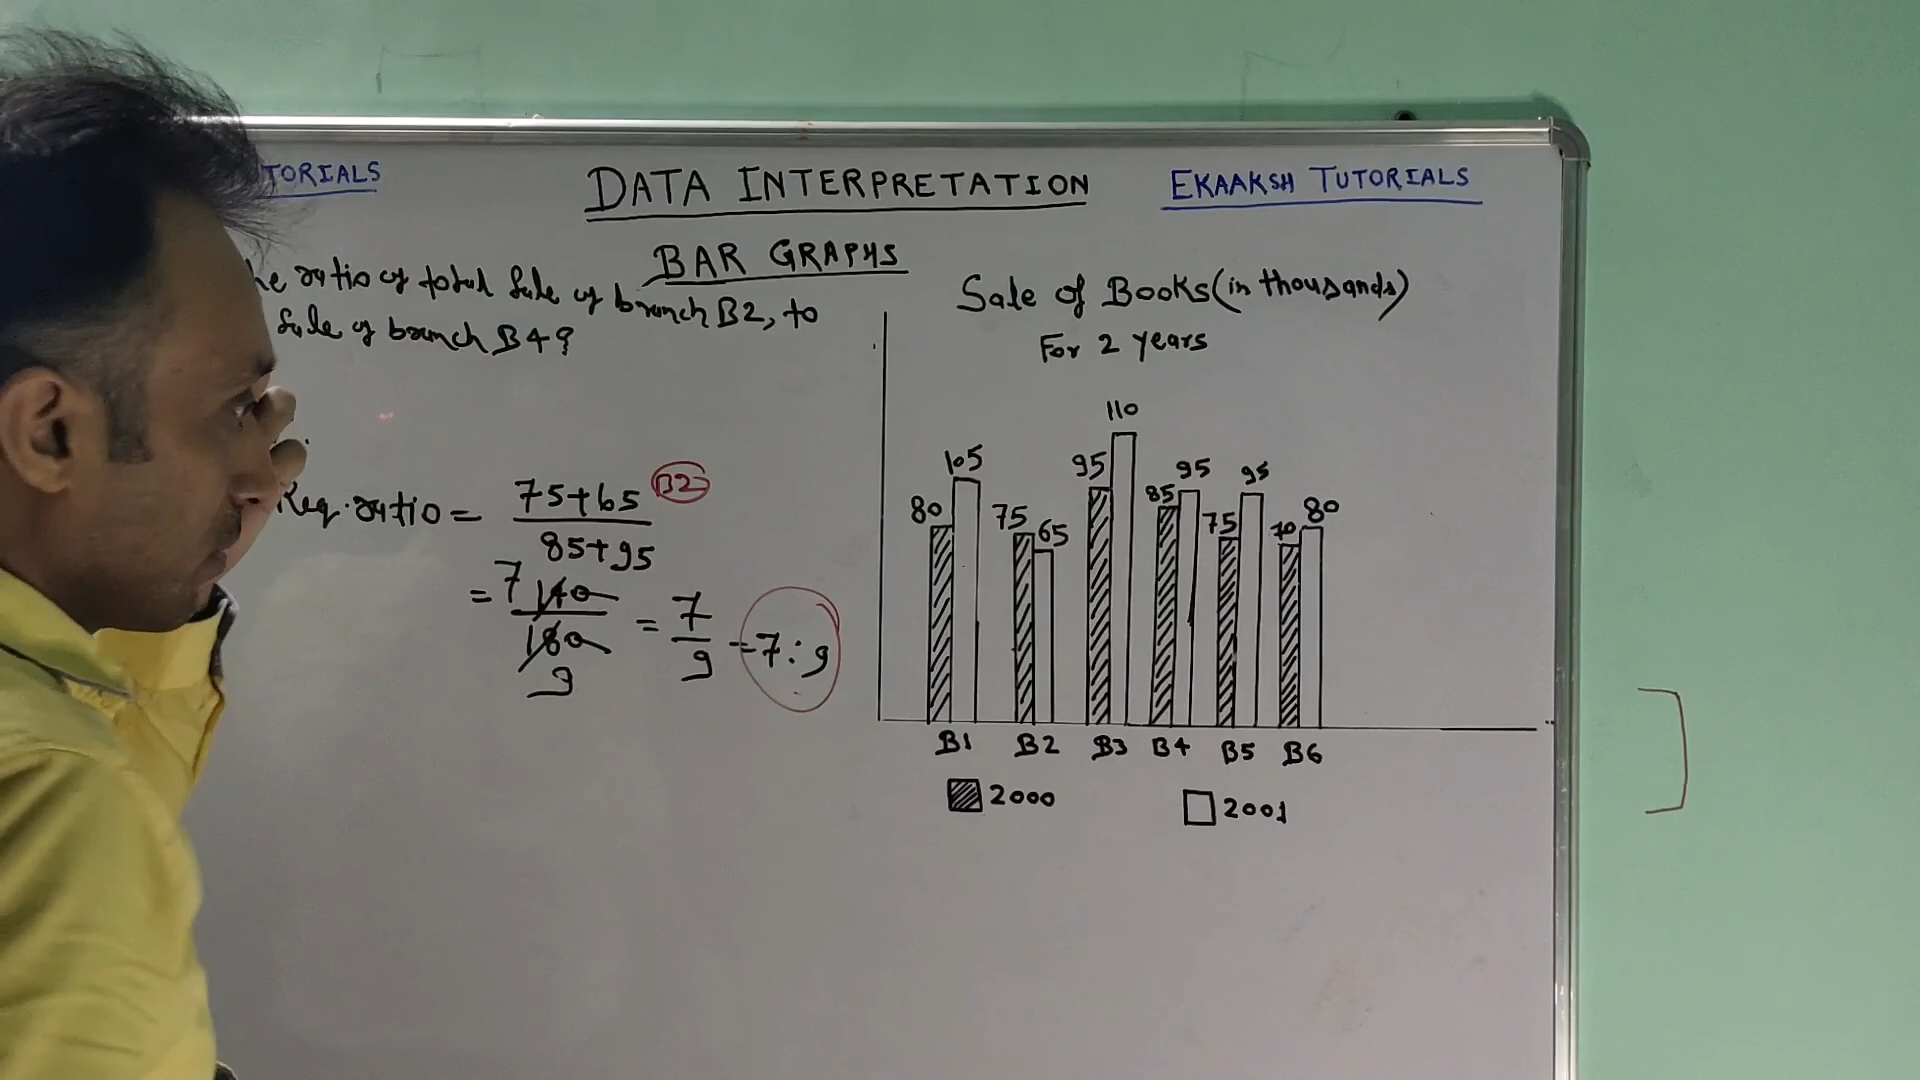 TORIALS
DATA INTERPRETATION
EKAAKSH TUTORIALS
BAR GRAPHS
he ratio of total Sale of branch B2, to
Sale of branch B4?
Req. ratio = 75+65 B2
85+95
= 7 140
180
9
= 7
9
= 7:9
Sale of Books (in thousands)
For 2 years
80 105 75 65 95 110 85 95 75 95 70 80
B1 B2 B3 B4 B5 B6
2000 2001